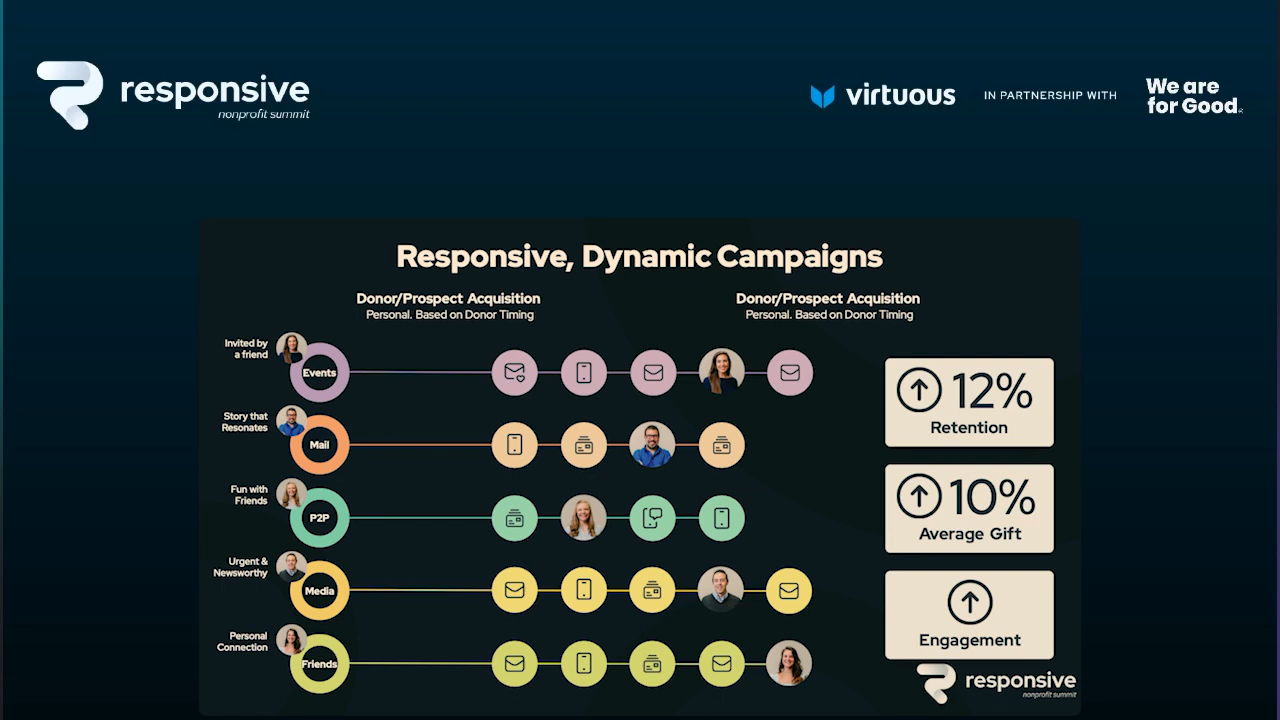 responsive
nonprofit summit
virtuous
IN PARTNERSHIP WITH
We are
for Good.
Responsive, Dynamic Campaigns
Donor/Prospect Acquisition
Personal. Based on Donor Timing
Donor/Prospect Acquisition
Personal. Based on Donor Timing
Invited by
a friend
Events
Story that
Resonates
Mail
Fun with
Friends
P2P
Urgent &
Newsworthy
Media
Personal
Connection
Friends
12%
Retention
10%
Average Gift
Engagement
responsive
nonprofit summit